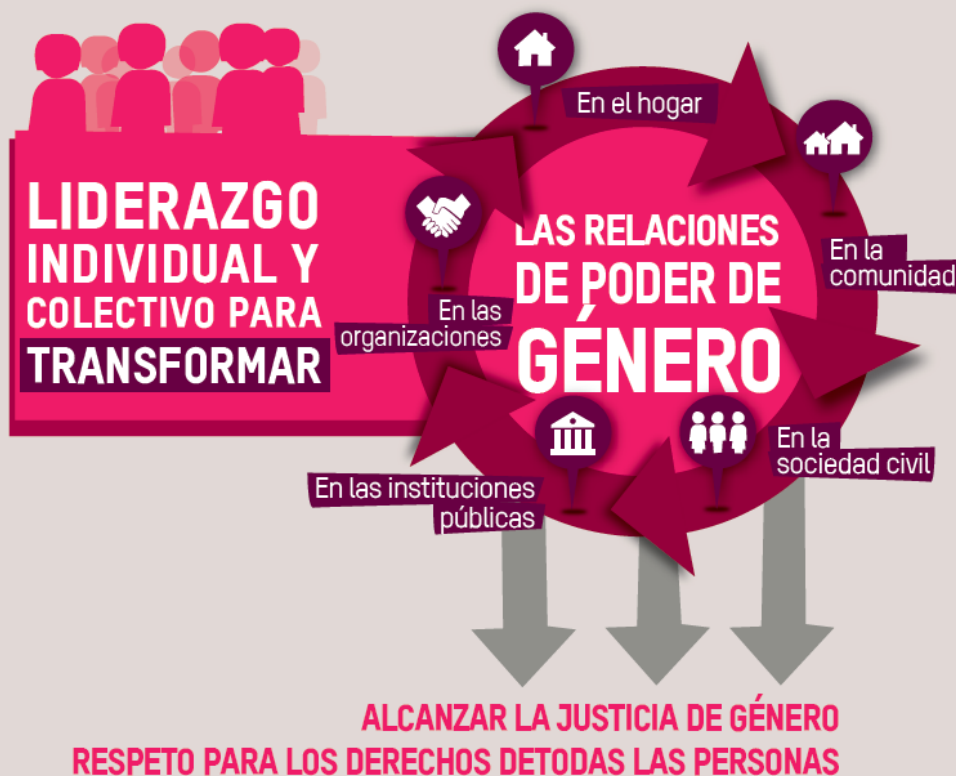 LIDERAZGO
INDIVIDUAL Y
COLECTIVO PARA
TRANSFORMAR
LAS RELACIONES
DE PODER DE
GÉNERO
En el hogar
En la
comunidad
En la
sociedad civil
En las instituciones
públicas
En las
organizaciones
ALCANZAR LA JUSTICIA DE GÉNERO
RESPETO PARA LOS DERECHOS DETODAS LAS PERSONAS